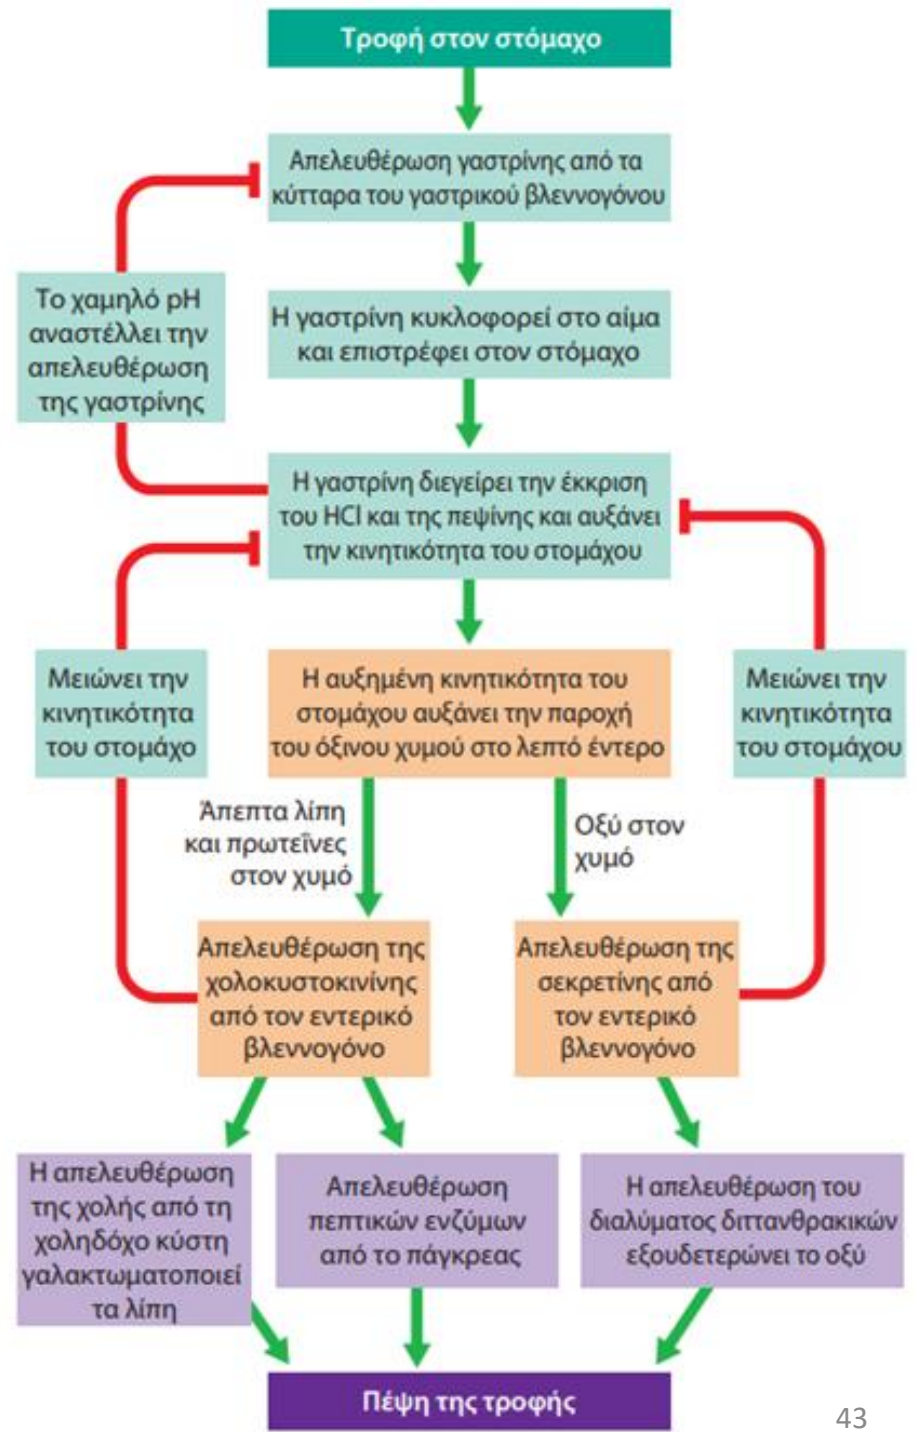 Τροφή στον στόμαχο
Απελευθέρωση γαστρίνης από τα
κύτταρα του γαστρικού βλεννογόνου
Το χαμηλό pH
αναστέλλει την
απελευθέρωση
της γαστρίνης
Η γαστρίνη κυκλοφορεί στο αίμα
και επιστρέφει στον στόμαχο
Η γαστρίνη διεγείρει την έκκριση
του HCl και της πεψίνης και αυξάνει
την κινητικότητα του στομάχου
Μειώνει την
κινητικότητα
του στομάχο
Η αυξημένη κινητικότητα του
στομάχου αυξάνει την παροχή
του όξινου χυμού στο λεπτό έντερο
Μειώνει την
κινητικότητα
του στομάχου
Άπεπτα λίπη
και πρωτεΐνες
στον χυμό
Οξύ στον
χυμό
Απελευθέρωση της
χολοκυστοκινίνης
από τον εντερικό
βλεννογόνο
Απελευθέρωση της
σεκρετίνης από
τον εντερικό
βλεννογόνο
Η απελευθέρωση
της χολής από τη
χοληδόχο κύστη
γαλακτωματοποιεί
τα λίπη
Απελευθέρωση
πεπτικών ενζύμων
από το πάγκρεας
Η απελευθέρωση του
διαλύματος διττανθρακικών
εξουδετερώνει το οξύ
Πέψη της τροφής
43